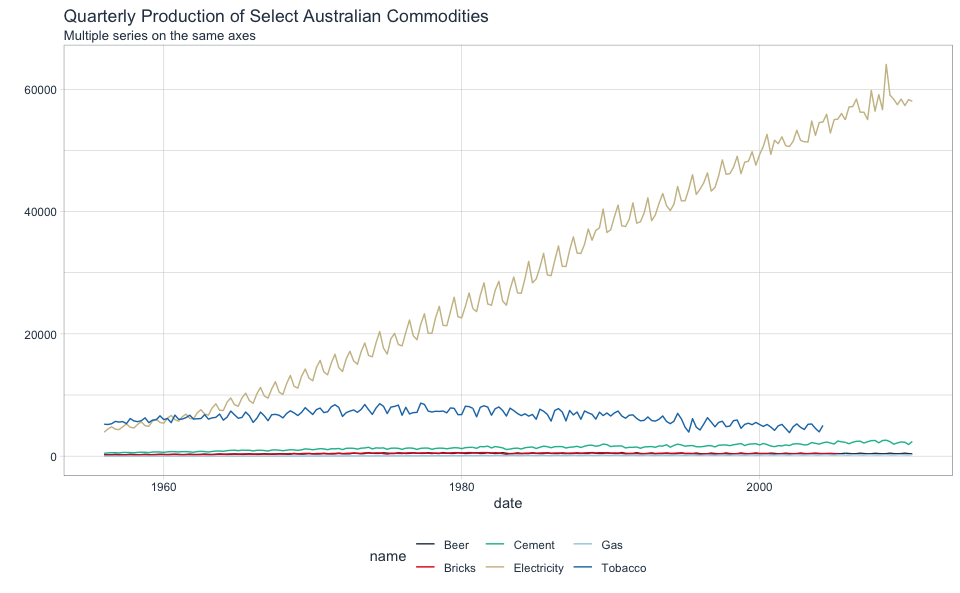 Quarterly Production of Select Australian Commodities
Multiple series on the same axes
60000
40000
20000
0
1960 1980 2000
date
name
Beer Cement Gas
Bricks Electricity Tobacco